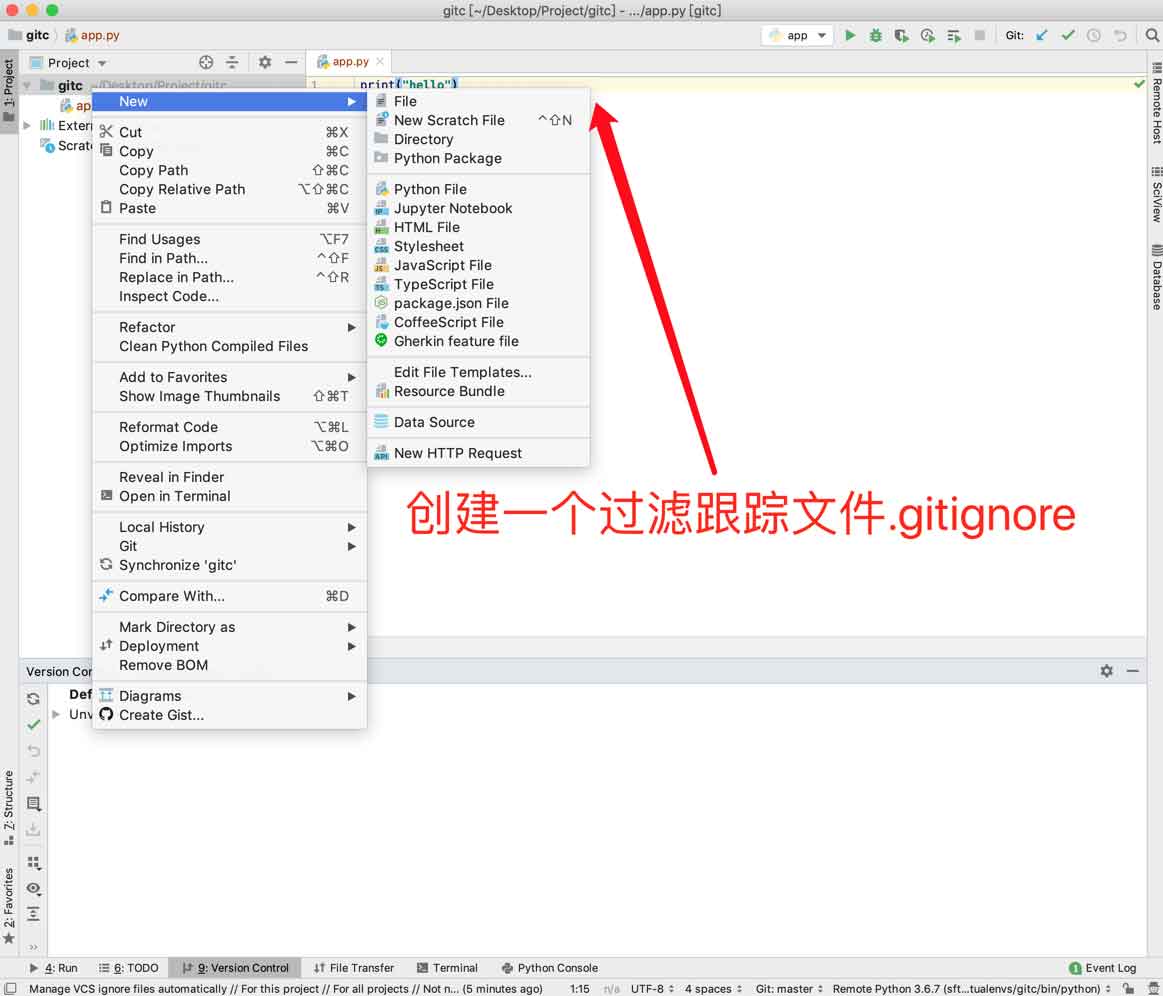 gitc [~/Desktop/Project/gitc] - .../app.py [gitc]
gitc app.py
app
Git:
Project
app.py
1: Project
gitc ~/Desktop/Project/gitc
1 print("hello")
ap
Extern
Scratc
New
Cut ⌘X
Copy ⌘C
Copy Path ⇧⌘C
Copy Relative Path ⌥⇧⌘C
Paste ⌘V
Find Usages ⌥F7
Find in Path... ^⇧F
Replace in Path... ^⇧R
Inspect Code...
Refactor
Clean Python Compiled Files
Add to Favorites
Show Image Thumbnails ⇧⌘T
Reformat Code ⌥⌘L
Optimize Imports ⌥⌘O
Reveal in Finder
Open in Terminal
Local History
Git
Synchronize 'gitc'
Compare With... ⌘D
Mark Directory as
Deployment
Remove BOM
Diagrams
Create Gist...
File
New Scratch File ^⇧N
Directory
Python Package
Python File
Jupyter Notebook
HTML File
Stylesheet
JavaScript File
TypeScript File
package.json File
CoffeeScript File
Gherkin feature file
Edit File Templates...
Resource Bundle
Data Source
New HTTP Request
创建一个过滤跟踪文件.gitignore
Remote Host
SciView
Database
Version Con
Def
Unv
Z: Structure
2: Favorites
4: Run 6: TODO 9: Version Control File Transfer Terminal Python Console Event Log
Manage VCS ignore files automatically // For this project // For all projects // Not n... (5 minutes ago) 1:15 n/a UTF-8 4 spaces Git: master Remote Python 3.6.7 (sft...tualenvs/gitc/bin/python)